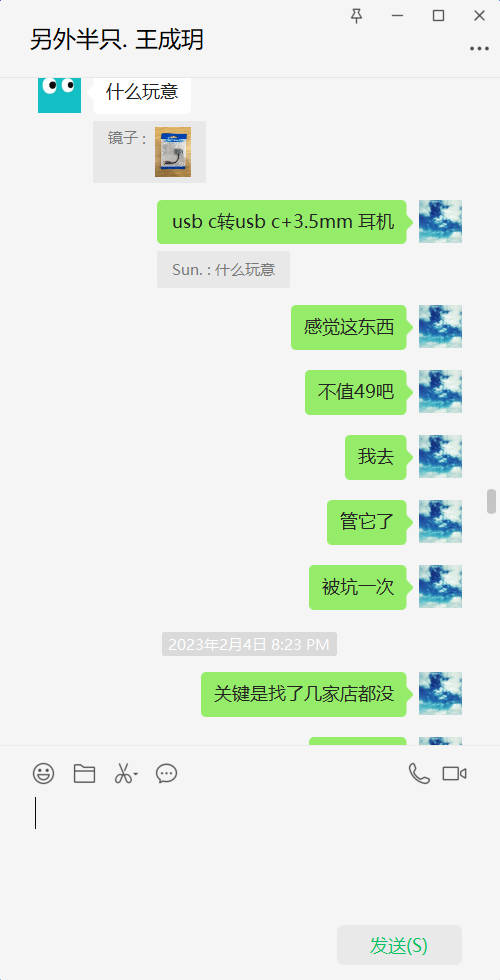 另外半只. 王成玥
什么玩意
镜子 :
usb c转usb c+3.5mm 耳机
Sun. : 什么玩意
感觉这东西
不值49吧
我去
管它了
被坑一次
2023年2月4日 8:23 PM
关键是找了几家店都没
发送(S)